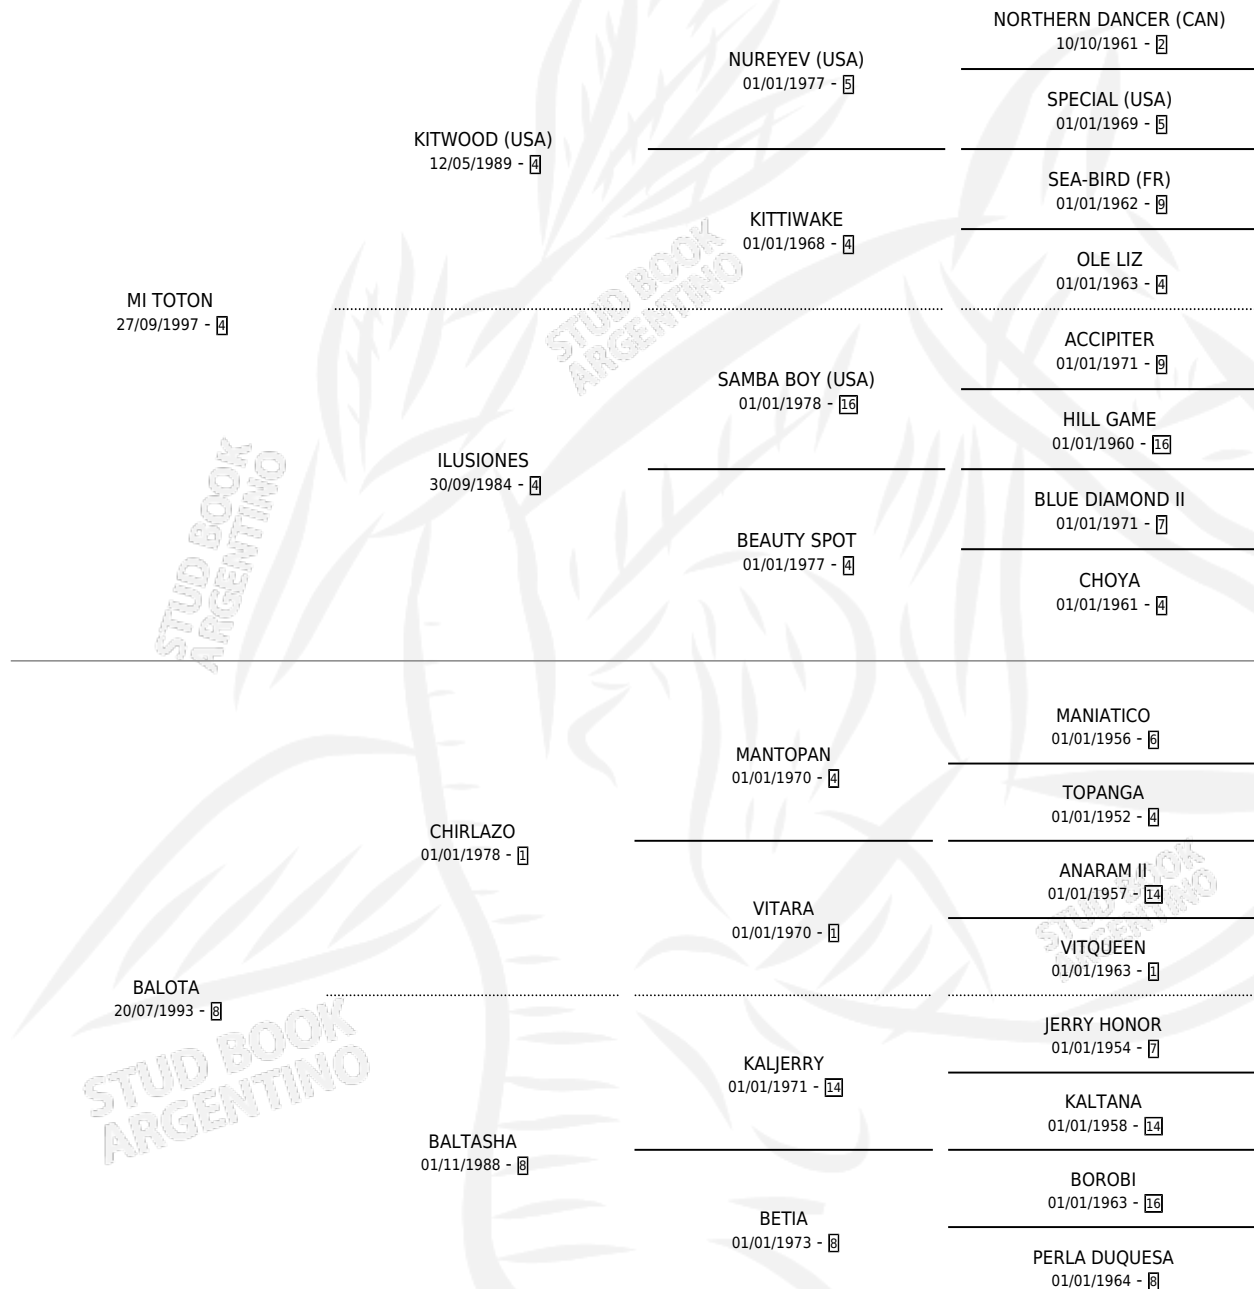 NORTHERN DANCER (CAN)
10/10/1961 - 2
NUREYEV (USA)
01/01/1977 - 5
SPECIAL (USA)
01/01/1969 - 5
KITWOOD (USA)
12/05/1989 - 4
SEA-BIRD (FR)
01/01/1962 - 9
KITTIWAKE
01/01/1968 - 4
OLE LIZ
01/01/1963 - 4
MI TOTON
27/09/1997 - 4
ACCIPITER
01/01/1971 - 9
SAMBA BOY (USA)
01/01/1978 - 16
HILL GAME
01/01/1960 - 16
ILUSIONES
30/09/1984 - 4
BLUE DIAMOND II
01/01/1971 - 7
BEAUTY SPOT
01/01/1977 - 4
CHOYA
01/01/1961 - 4
STUD BOOK
ARGENTINO
STUD BOOK
ARGENTINO
MANIATICO
01/01/1956 - 6
MANTOPAN
01/01/1970 - 4
TOPANGA
01/01/1952 - 4
CHIRLAZO
01/01/1978 - 1
ANARAM II
01/01/1957 - 14
VITARA
01/01/1970 - 1
VITQUEEN
01/01/1963 - 1
STUD BOOK
ARGENTINO
BALOTA
20/07/1993 - 8
JERRY HONOR
01/01/1954 - 7
KALJERRY
01/01/1971 - 14
KALTANA
01/01/1958 - 14
STUD BOOK
ARGENTINO
BALTASHA
01/11/1988 - 8
BOROBI
01/01/1963 - 16
BETIA
01/01/1973 - 8
PERLA DUQUESA
01/01/1964 - 8